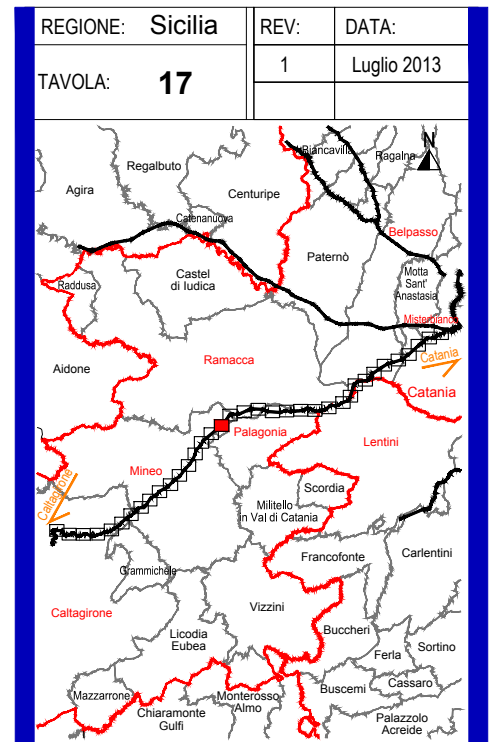 REGIONE: Sicilia
REV:
DATA:
TAVOLA: 17
1
Luglio 2013
N
Biancavilla
Ragalna
Regalbuto
Agira
Centuripe
Catenanuova
Belpasso
Paternò
Castel
di Iudica
Motta
Sant'
Anastasia
Raddusa
Misterbianco
Ramacca
Catania
Aidone
Catania
Palagonia
Lentini
Mineo
Scordia
Caltagirone
Militello
in Val di Catania
Francofonte
Carlentini
Grammichele
Caltagirone
Vizzini
Licodia
Eubea
Buccheri
Ferla
Sortino
Mazzarrone
Chiaramonte
Gulfi
Monterosso
Almo
Buscemi
Cassaro
Palazzolo
Acreide